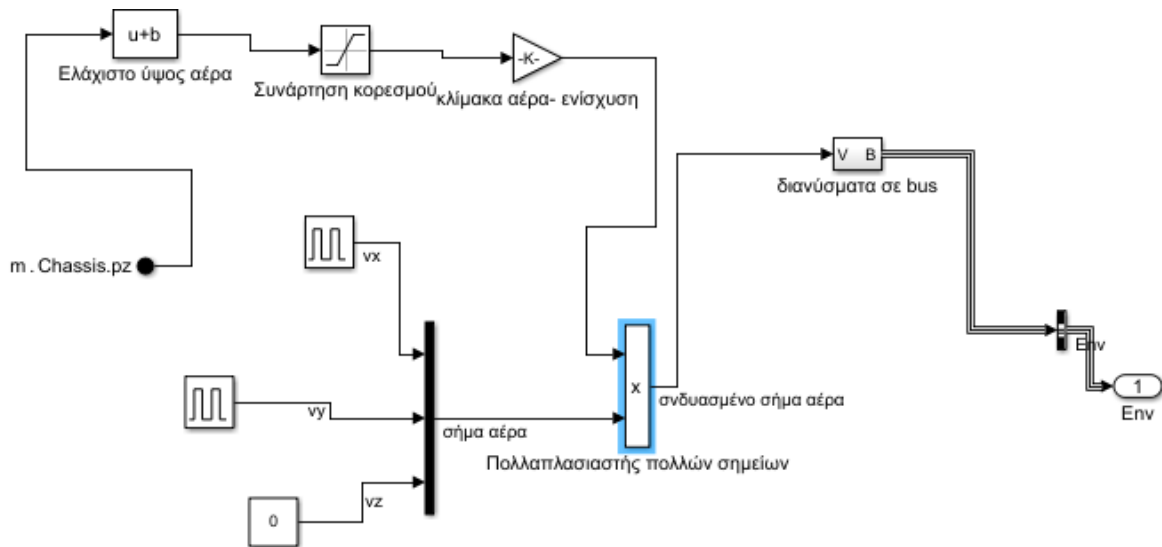 u+b
Ελάχιστο ύψος αέρα
Συνάρτηση κορεσμού
-K-
κλίμακα αέρα- ενίσχυση
V B
διανύσματα σε bus
m . Chassis.pz
vx
vy
0
vz
σήμα αέρα
x
σνδυασμένο σήμα αέρα
Πολλαπλασιαστής πολλών σημείων
Env
1
Env